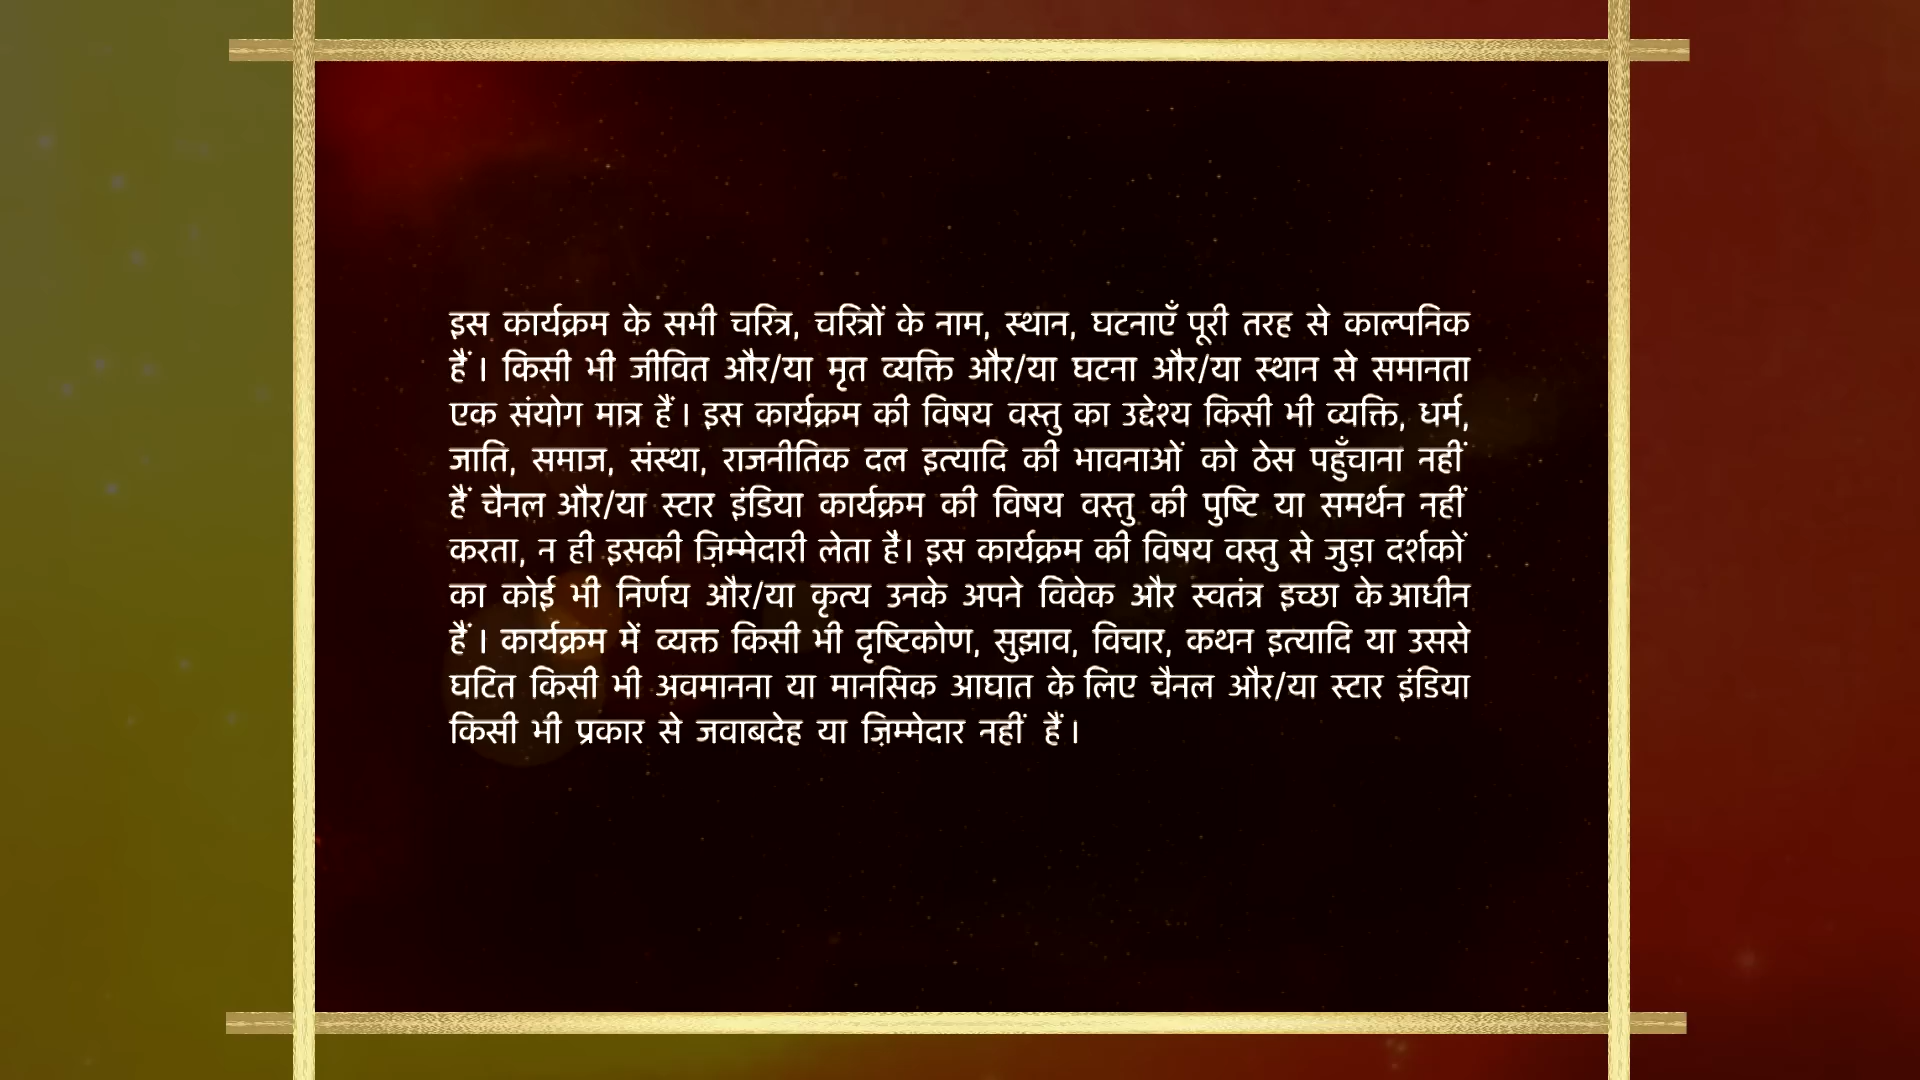 इस कार्यक्रम के सभी चरित्र, चरित्रों के नाम, स्थान, घटनाएँ पूरी तरह से काल्पनिक
हैं । किसी भी जीवित और/या मृत व्यक्ति और/या घटना और/या स्थान से समानता
एक संयोग मात्र हैं । इस कार्यक्रम की विषय वस्तु का उद्देश्य किसी भी व्यक्ति, धर्म,
जाति, समाज, संस्था, राजनीतिक दल इत्यादि की भावनाओं को ठेस पहुँचाना नहीं
हैं चैनल और/या स्टार इंडिया कार्यक्रम की विषय वस्तु की पुष्टि या समर्थन नहीं
करता, न ही इसकी ज़िम्मेदारी लेता है। इस कार्यक्रम की विषय वस्तु से जुड़ा दर्शकों
का कोई भी निर्णय और/या कृत्य उनके अपने विवेक और स्वतंत्र इच्छा के आधीन
हैं । कार्यक्रम में व्यक्त किसी भी दृष्टिकोण, सुझाव, विचार, कथन इत्यादि या उससे
घटित किसी भी अवमानना या मानसिक आघात के लिए चैनल और/या स्टार इंडिया
किसी भी प्रकार से जवाबदेह या ज़िम्मेदार नहीं हैं ।